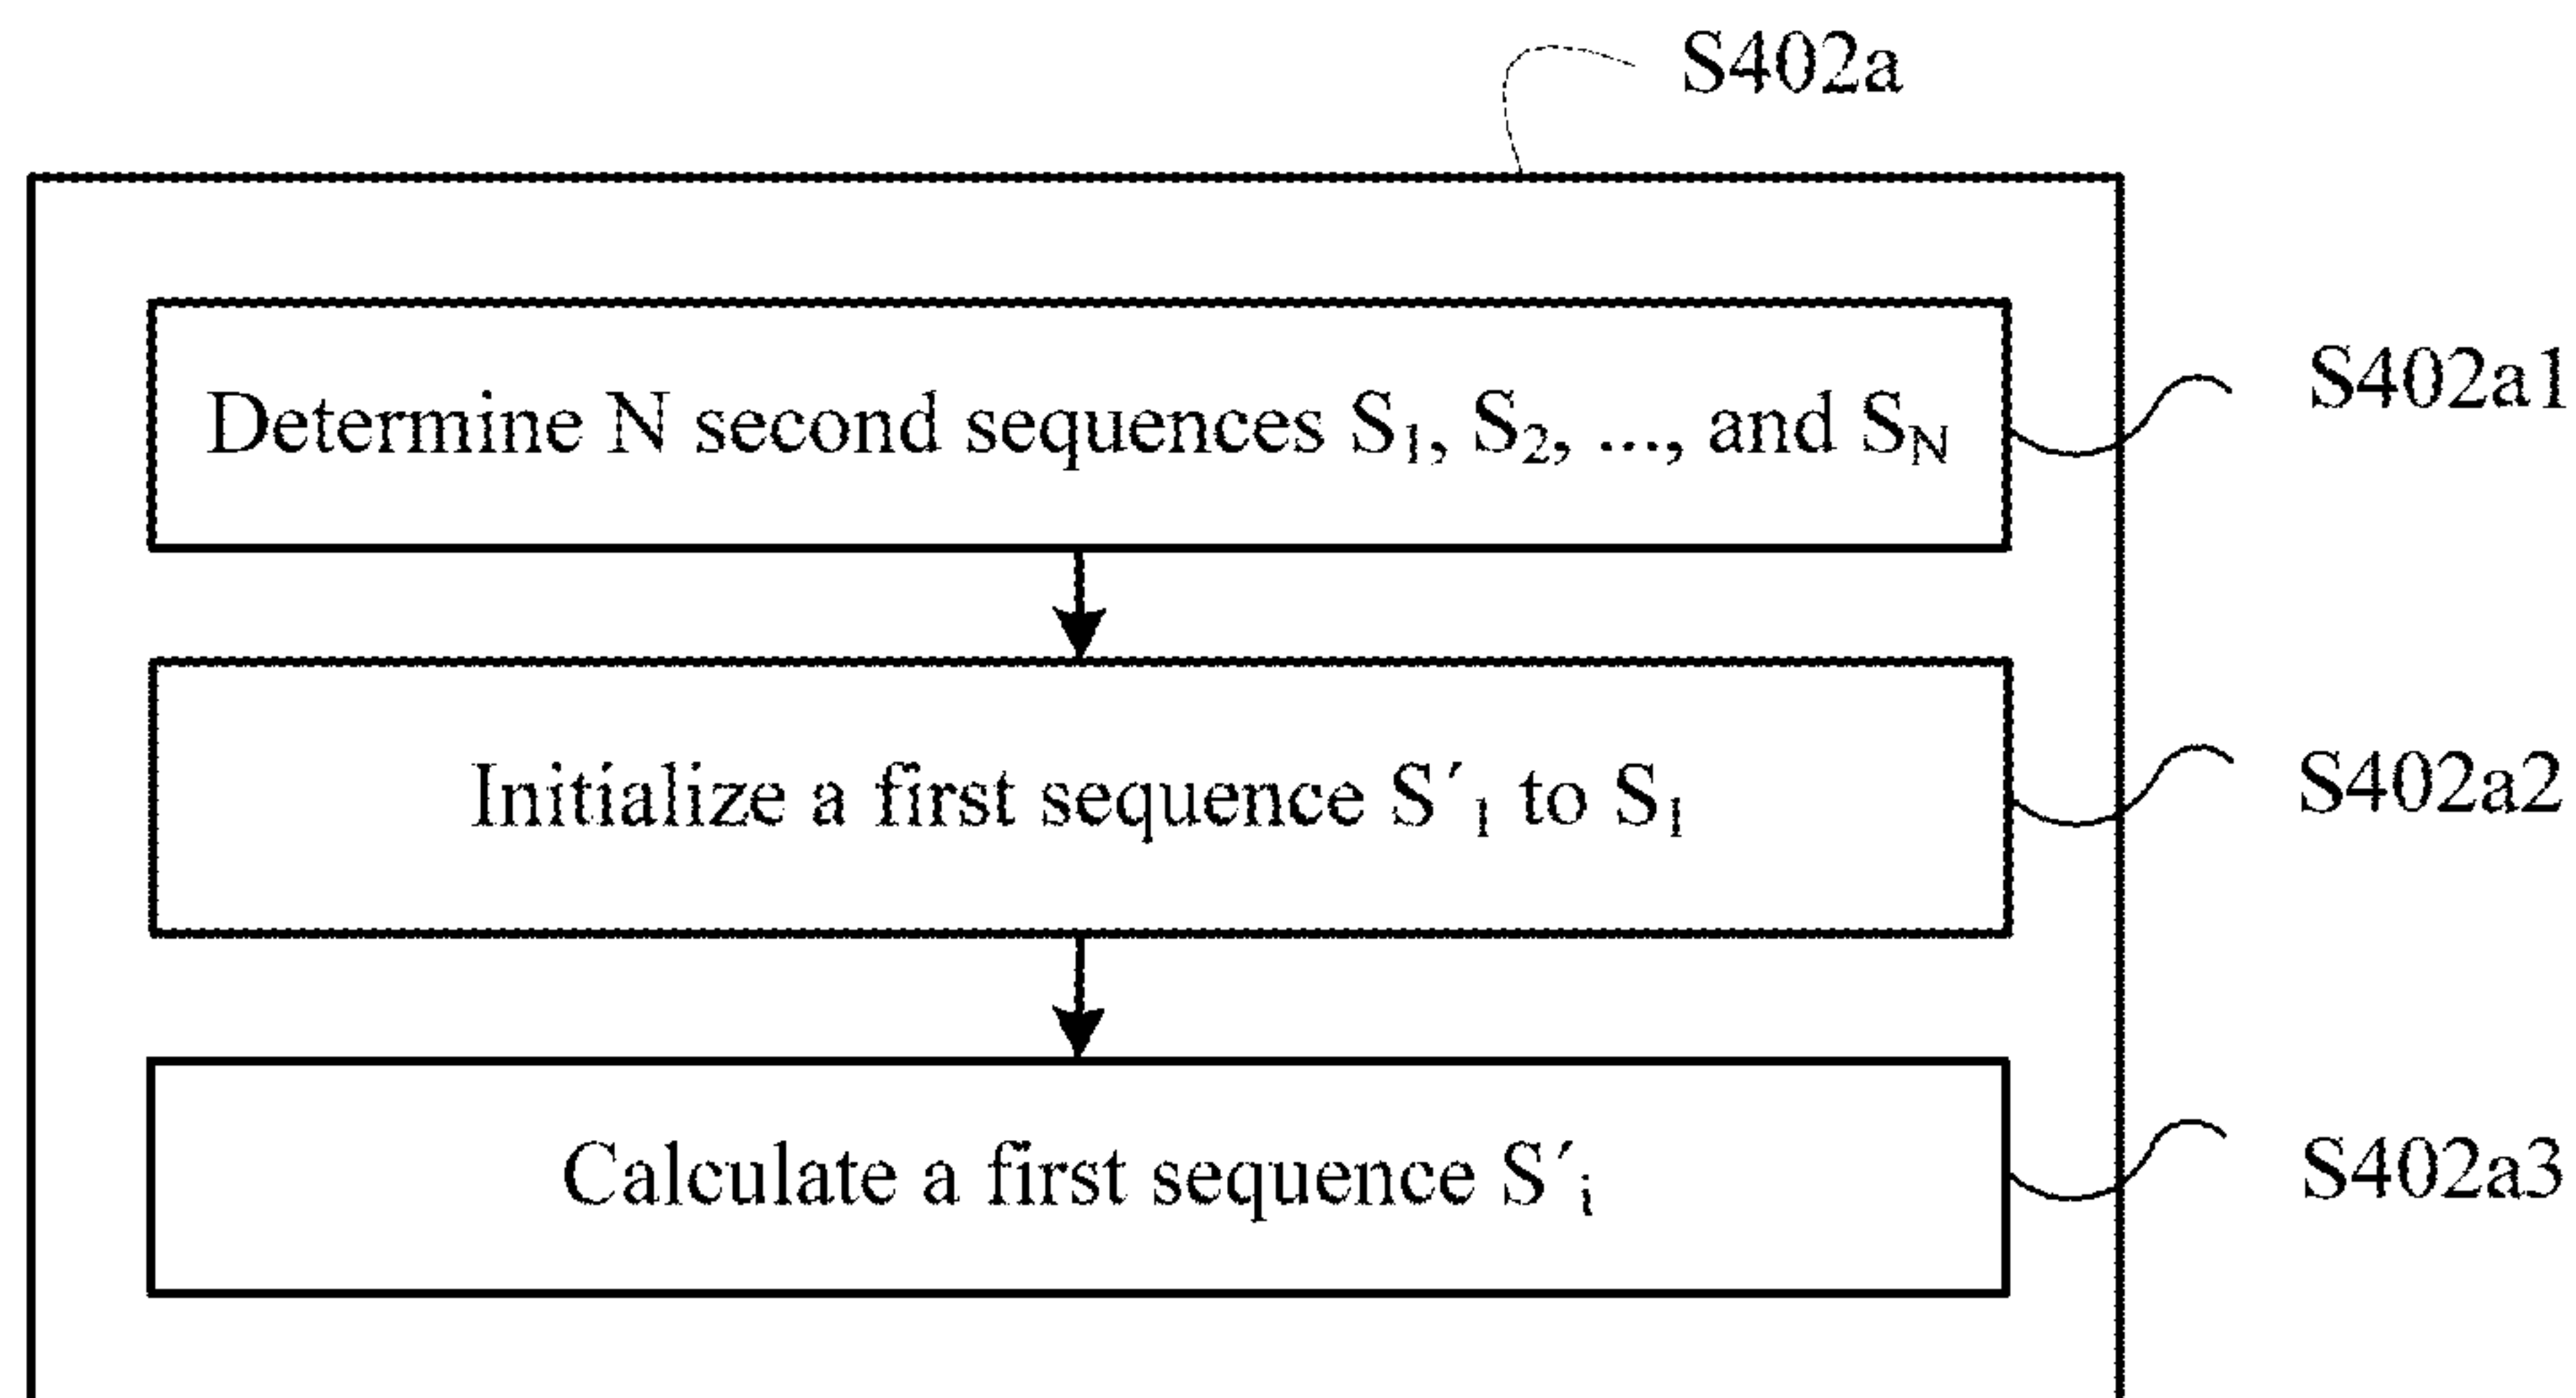 S402a
Determine N second sequences S₁, S₂, ..., and S_N
S402a1
Initialize a first sequence S′₁ to S₁
S402a2
Calculate a first sequence S′ᵢ
S402a3